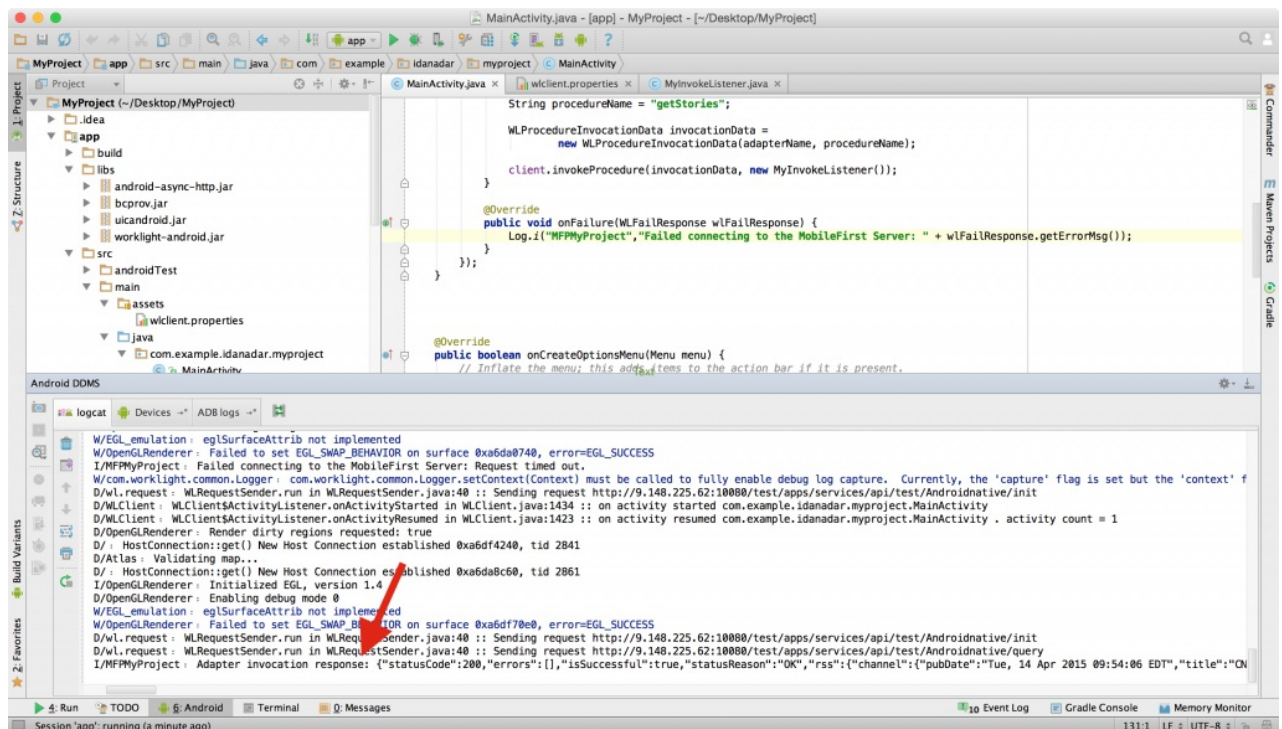 MainActivity.java - [app] - MyProject - [~/Desktop/MyProject]
app
MyProject app src main java com example idanadar myproject MainActivity
Project
MainActivity.java wlclient.properties MyInvokeListener.java
1: Project
Z: Structure
Build Variants
2: Favorites
Commander
Maven Projects
Gradle
MyProject (~/Desktop/MyProject)
.idea
app
build
libs
android-async-http.jar
bcprov.jar
uicandroid.jar
worklight-android.jar
src
androidTest
main
assets
wlclient.properties
java
com.example.idanadar.myproject
MainActivity
String procedureName = "getStories";
WLProcedureInvocationData invocationData =
new WLProcedureInvocationData(adapterName, procedureName);
client.invokeProcedure(invocationData, new MyInvokeListener());
}
@Override
public void onFailure(WLFailResponse wlFailResponse) {
Log.i("MFPMyProject","Failed connecting to the MobileFirst Server: " + wlFailResponse.getErrorMsg());
}
});
}
@Override
public boolean onCreateOptionsMenu(Menu menu) {
// Inflate the menu; this adds items to the action bar if it is present.
Text
Android DDMS
logcat Devices ADB logs
W/EGL_emulation: eglSurfaceAttrib not implemented
W/OpenGLRenderer: Failed to set EGL_SWAP_BEHAVIOR on surface 0xa6da0740, error=EGL_SUCCESS
I/MFPMyProject: Failed connecting to the MobileFirst Server: Request timed out.
W/com.worklight.common.Logger: com.worklight.common.Logger.setContext(Context) must be called to fully enable debug log capture. Currently, the 'capture' flag is set but the 'context' f
D/wl.request: WLRequestSender.run in WLRequestSender.java:40 :: Sending request http://9.148.225.62:10080/test/apps/services/api/test/Androidnative/init
D/WLClient: WLClient$ActivityListener.onActivityStarted in WLClient.java:1434 :: on activity started com.example.idanadar.myproject.MainActivity
D/WLClient: WLClient$ActivityListener.onActivityResumed in WLClient.java:1423 :: on activity resumed com.example.idanadar.myproject.MainActivity . activity count = 1
D/OpenGLRenderer: Render dirty regions requested: true
D/: HostConnection::get() New Host Connection established 0xa6df4240, tid 2841
D/Atlas: Validating map...
D/: HostConnection::get() New Host Connection established 0xa6da8c60, tid 2861
I/OpenGLRenderer: Initialized EGL, version 1.4
D/OpenGLRenderer: Enabling debug mode 0
W/EGL_emulation: eglSurfaceAttrib not implemented
W/OpenGLRenderer: Failed to set EGL_SWAP_BEHAVIOR on surface 0xa6df70e0, error=EGL_SUCCESS
D/wl.request: WLRequestSender.run in WLRequestSender.java:40 :: Sending request http://9.148.225.62:10080/test/apps/services/api/test/Androidnative/init
D/wl.request: WLRequestSender.run in WLRequestSender.java:40 :: Sending request http://9.148.225.62:10080/test/apps/services/api/test/Androidnative/query
I/MFPMyProject: Adapter invocation response: {"statusCode":200,"errors":[],"isSuccessful":true,"statusReason":"OK","rss":{"channel":{"pubDate":"Tue, 14 Apr 2015 09:54:06 EDT","title":"CN
4: Run TODO 6: Android Terminal 0: Messages 10 Event Log Gradle Console Memory Monitor
Session 'app': running (a minute ago) 131:1 LF UTF-8